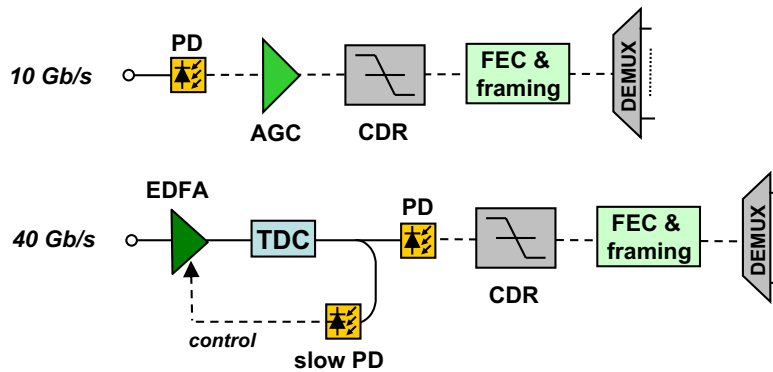 PD
10 Gb/s
AGC
CDR
FEC &
framing
DEMUX
EDFA
40 Gb/s
TDC
PD
CDR
FEC &
framing
DEMUX
control
slow PD